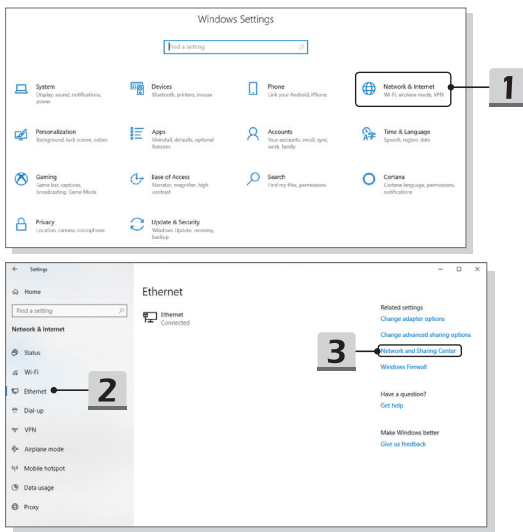 Windows Settings
Find a setting
System
Display, sound, notifications,
power
Devices
Bluetooth, printers, mouse
Phone
Link your Android, iPhone
Network & Internet
Wi-Fi, airplane mode, VPN
1
Personalization
Background, lock screen, colors
Apps
Uninstall, defaults, optional
features
Accounts
Your accounts, email, sync,
work, family
Time & Language
Speech, region, date
Gaming
Game bar, captures,
broadcasting, Game Mode
Ease of Access
Narrator, magnifier, high
contrast
Search
Find my files, permissions
Cortana
Cortana language, permissions,
notifications
Privacy
Location, camera, microphone
Update & Security
Windows Update, recovery,
backup
Settings
Home
Find a setting
Network & Internet
Status
Wi-Fi
Ethernet
2
Dial-up
VPN
Airplane mode
Mobile hotspot
Data usage
Proxy
Ethernet
Ethernet
Connected
Related settings
Change adapter options
Change advanced sharing options
3
Network and Sharing Center
Windows Firewall
Have a question?
Get help
Make Windows better
Give us feedback